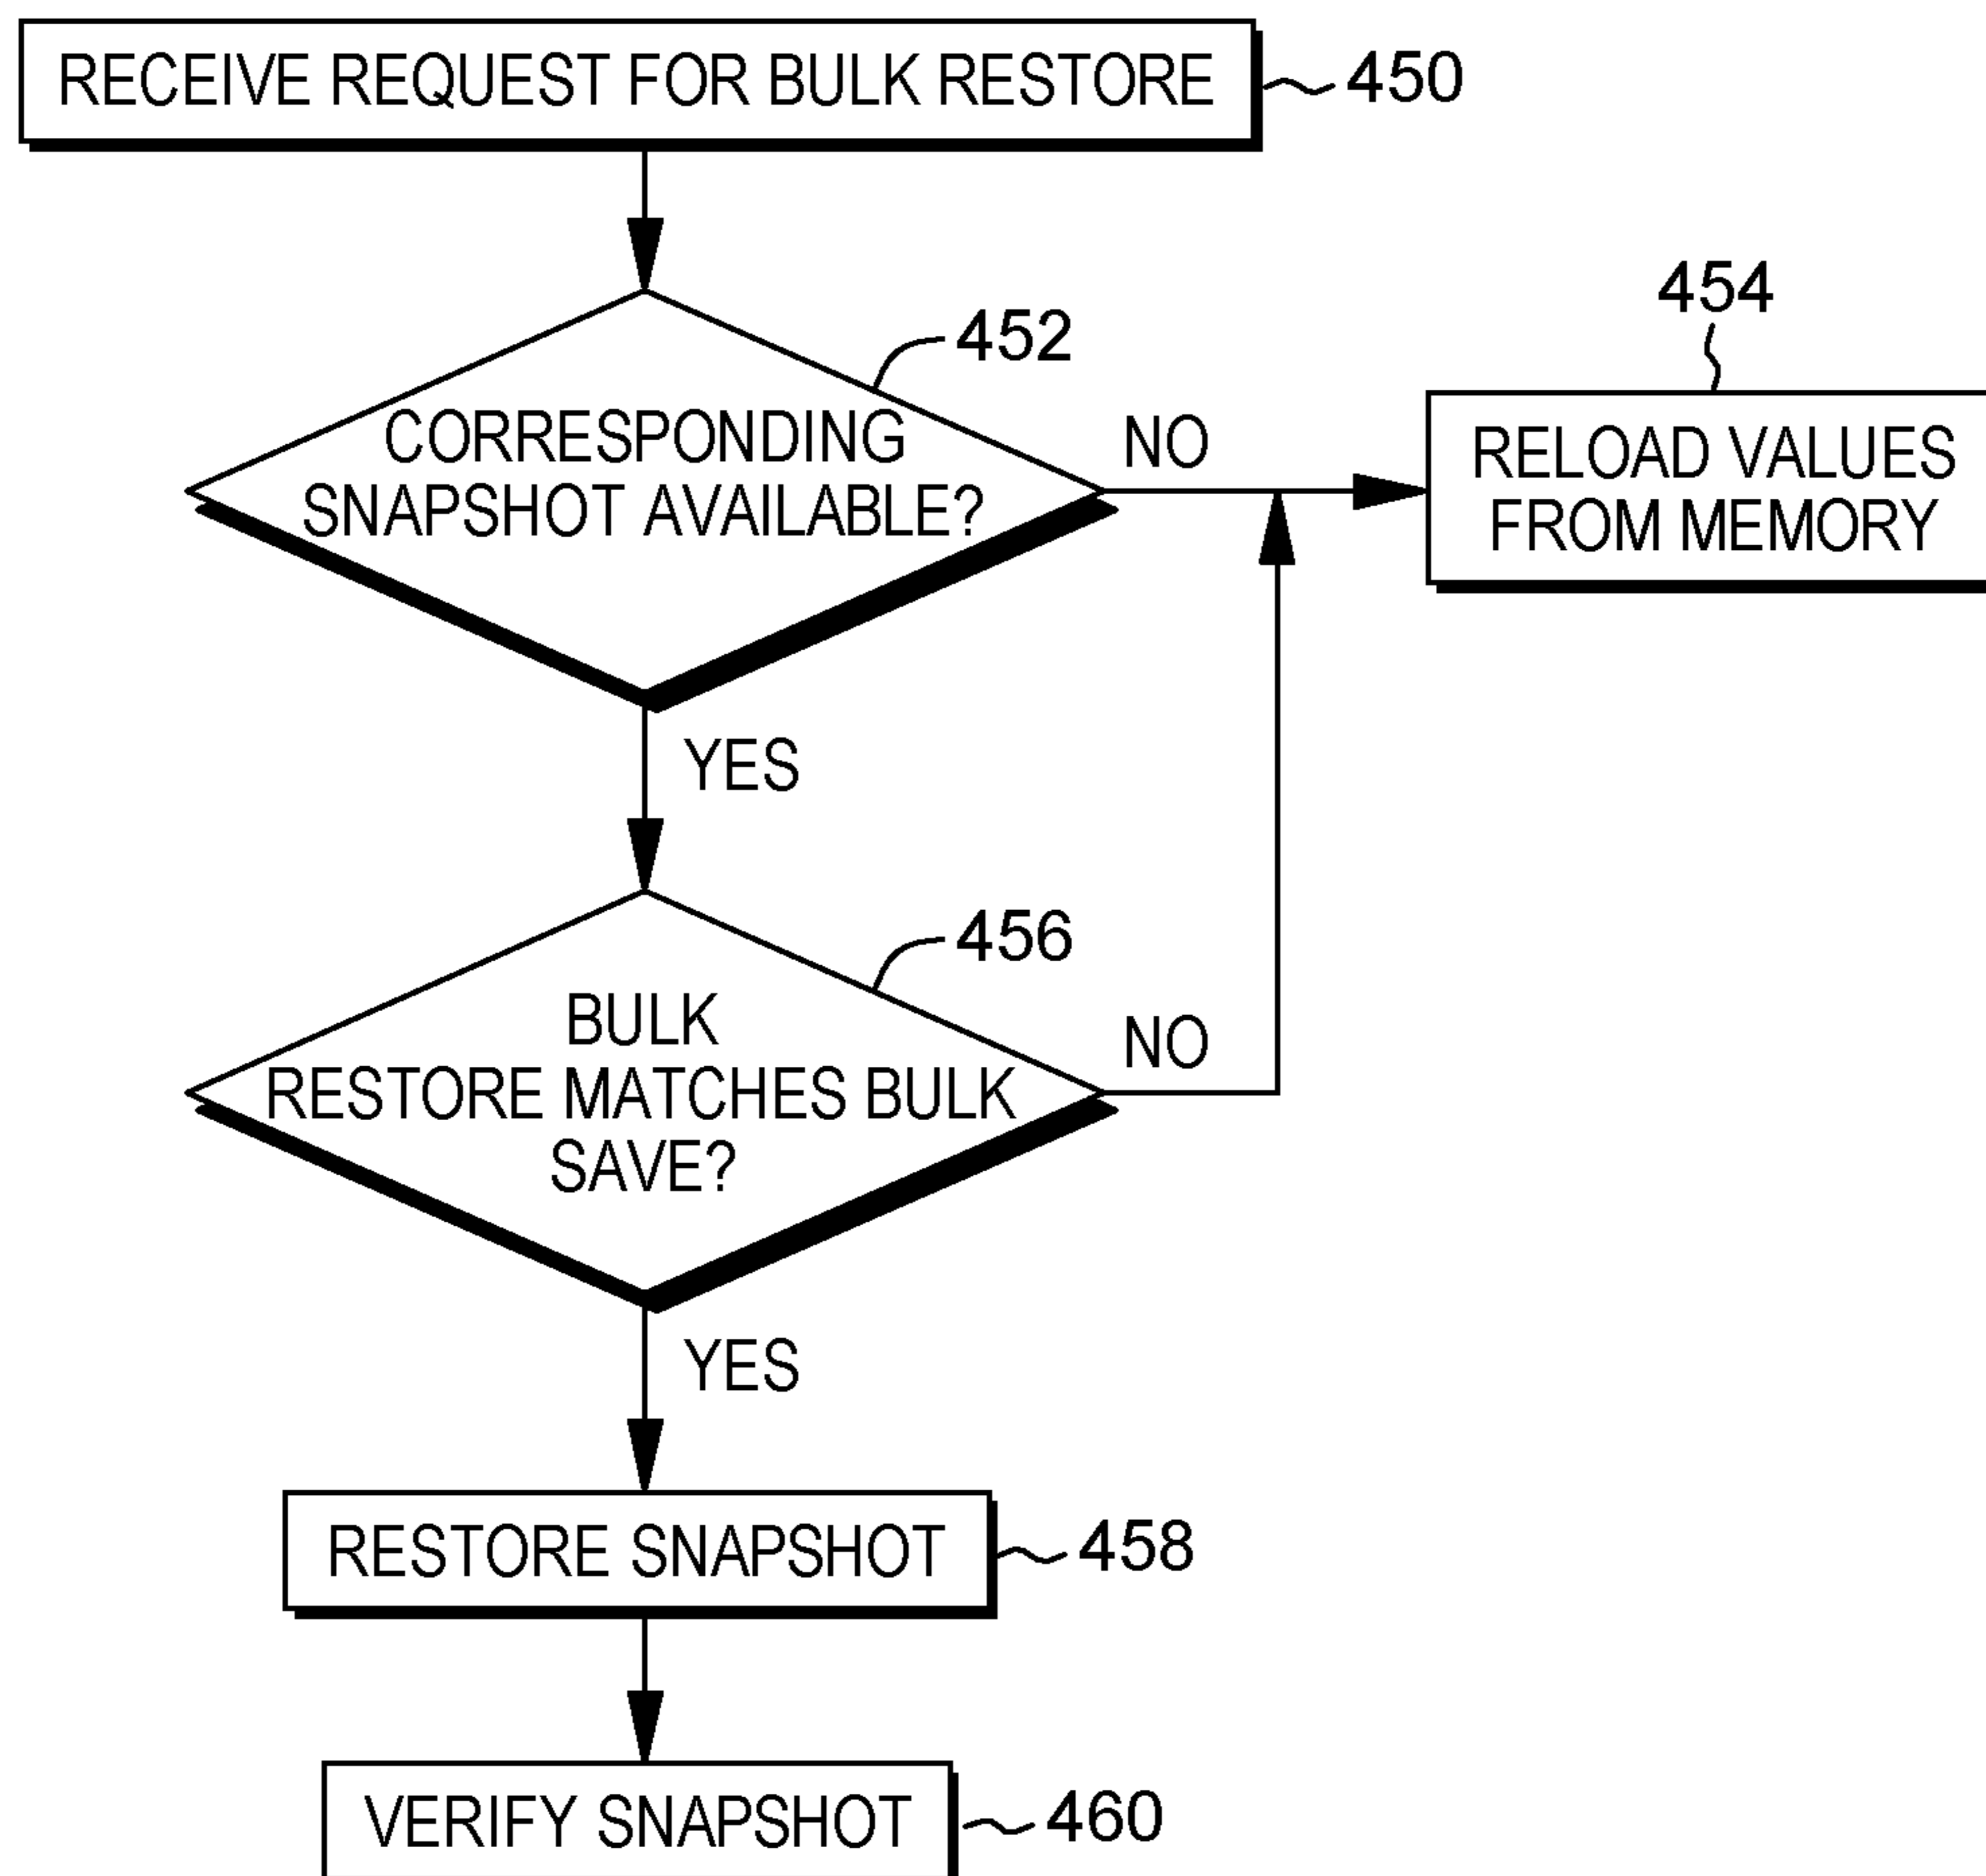 RECEIVE REQUEST FOR BULK RESTORE
450
452
CORRESPONDING
SNAPSHOT AVAILABLE?
NO
454
RELOAD VALUES
FROM MEMORY
YES
456
BULK
RESTORE MATCHES BULK
SAVE?
NO
YES
RESTORE SNAPSHOT
458
VERIFY SNAPSHOT
460